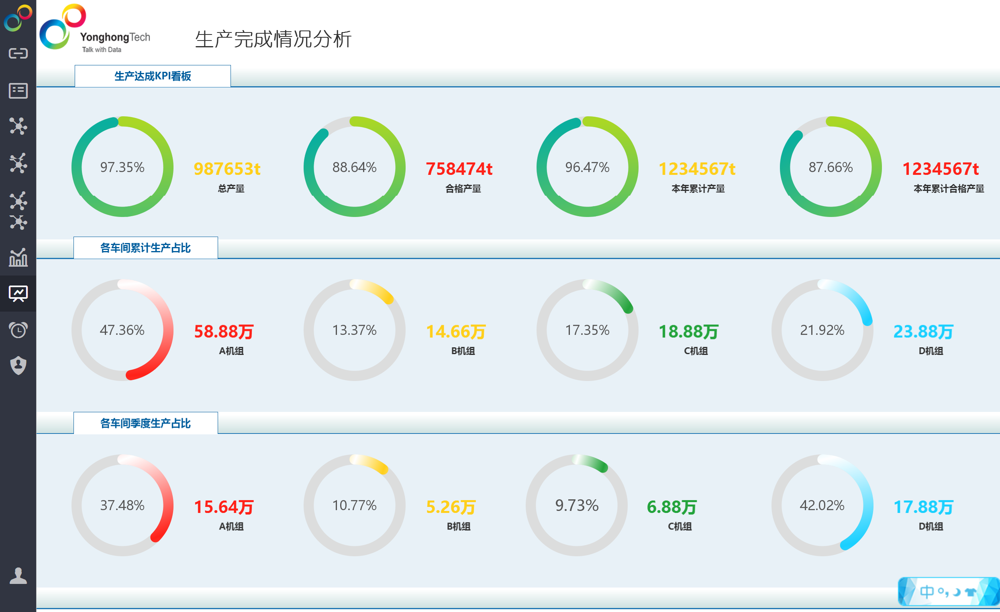 YonghongTech
Talk with Data
生产完成情况分析
生产达成KPI看板
97.35%
987653t
总产量
88.64%
758474t
合格产量
96.47%
1234567t
本年累计产量
87.66%
1234567t
本年累计合格产量
各车间累计生产占比
47.36%
58.88万
A机组
13.37%
14.66万
B机组
17.35%
18.88万
C机组
21.92%
23.88万
D机组
各车间季度生产占比
37.48%
15.64万
A机组
10.77%
5.26万
B机组
9.73%
6.88万
C机组
42.02%
17.88万
D机组
中